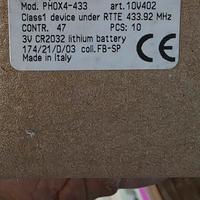 Mod. PHOX4-433 art.10V402
Class1 device under RTTE 433.92 MHz
CONTR. 47 PCS: 10
3V CR2032 lithium battery
174/21/D/03 coll.FB-SP
Made in Italy
CE